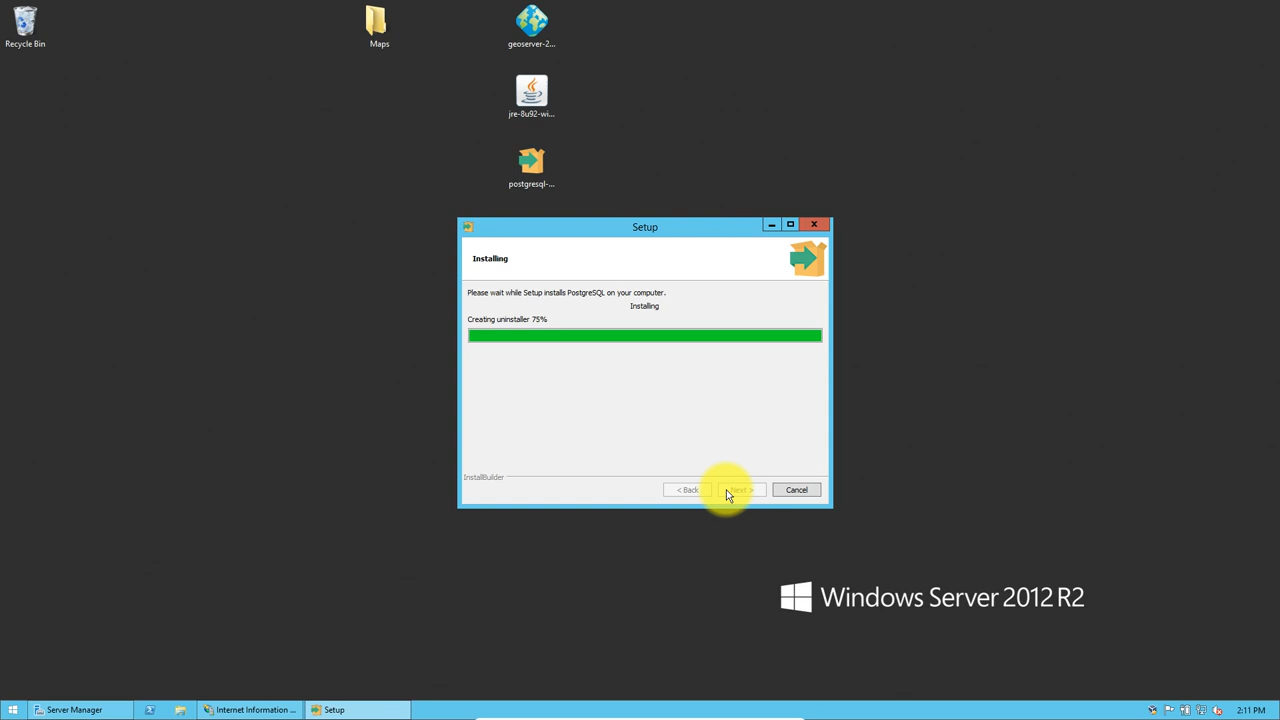 Recycle Bin
Maps
geoserver-2...
jre-8u92-wi...
postgresql-...
Setup
Installing
Please wait while Setup installs PostgreSQL on your computer.
Installing
Creating uninstaller 75%
InstallBuilder
< Back
Next >
Cancel
Windows Server 2012 R2
Server Manager
Internet Information ...
Setup
2:11 PM